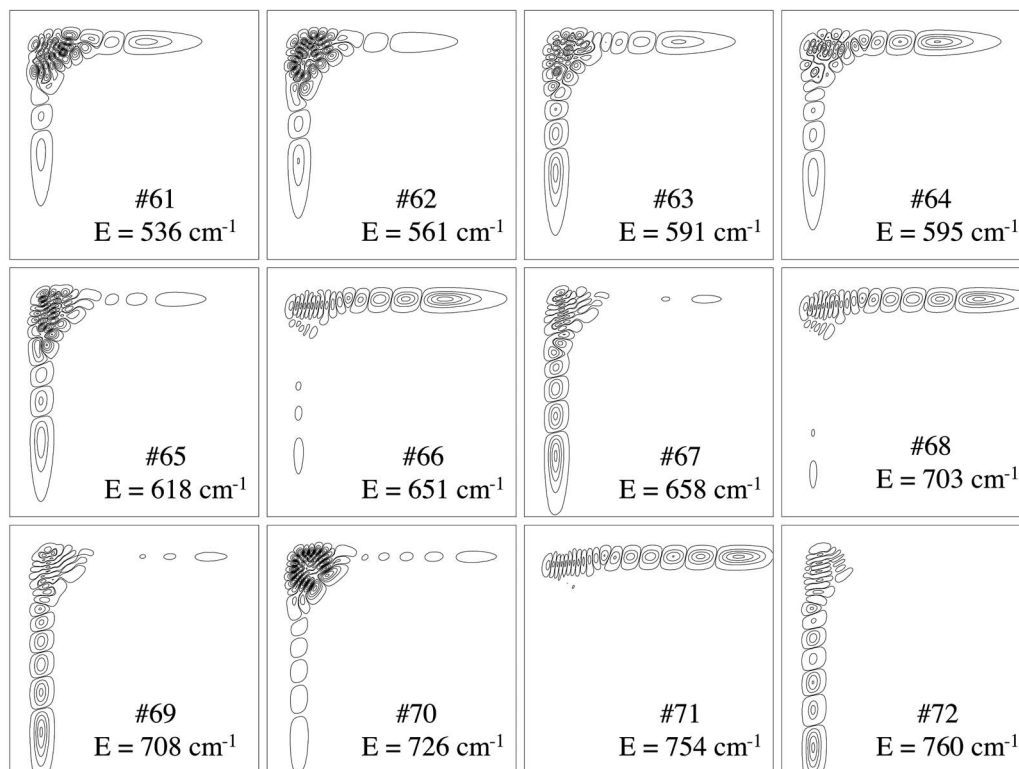 #61
E = 536 cm⁻¹
#62
E = 561 cm⁻¹
#63
E = 591 cm⁻¹
#64
E = 595 cm⁻¹
#65
E = 618 cm⁻¹
#66
E = 651 cm⁻¹
#67
E = 658 cm⁻¹
#68
E = 703 cm⁻¹
#69
E = 708 cm⁻¹
#70
E = 726 cm⁻¹
#71
E = 754 cm⁻¹
#72
E = 760 cm⁻¹